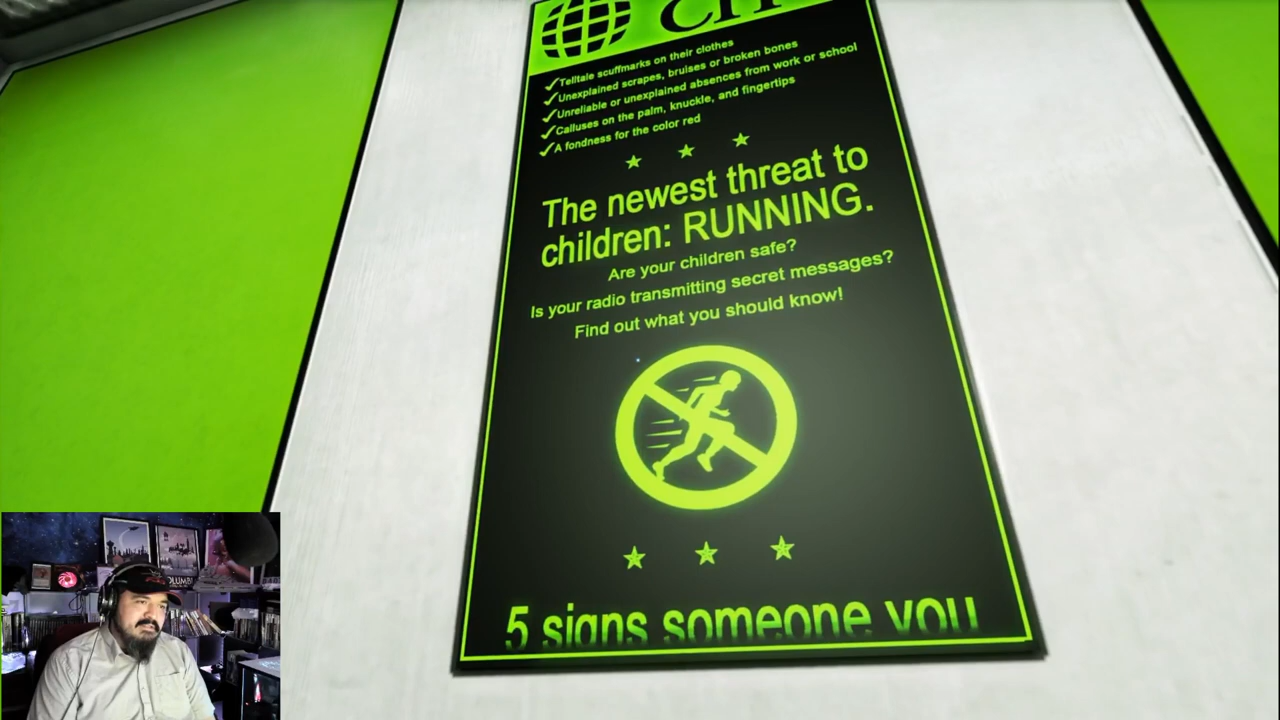 ✓Telltale scuffmarks on their clothes
✓Unexplained scrapes, bruises or broken bones
✓Unreliable or unexplained absences from work or school
✓Calluses on the palm, knuckle, and fingertips
✓A fondness for the color red
The newest threat to
children: RUNNING.
Are your children safe?
Is your radio transmitting secret messages?
Find out what you should know!
5 signs someone you